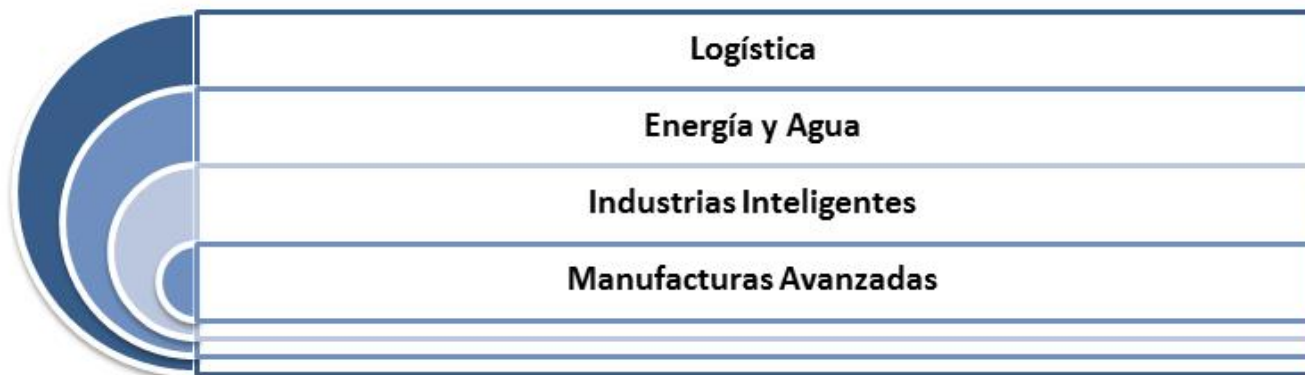 Logística
Energía y Agua
Industrias Inteligentes
Manufacturas Avanzadas